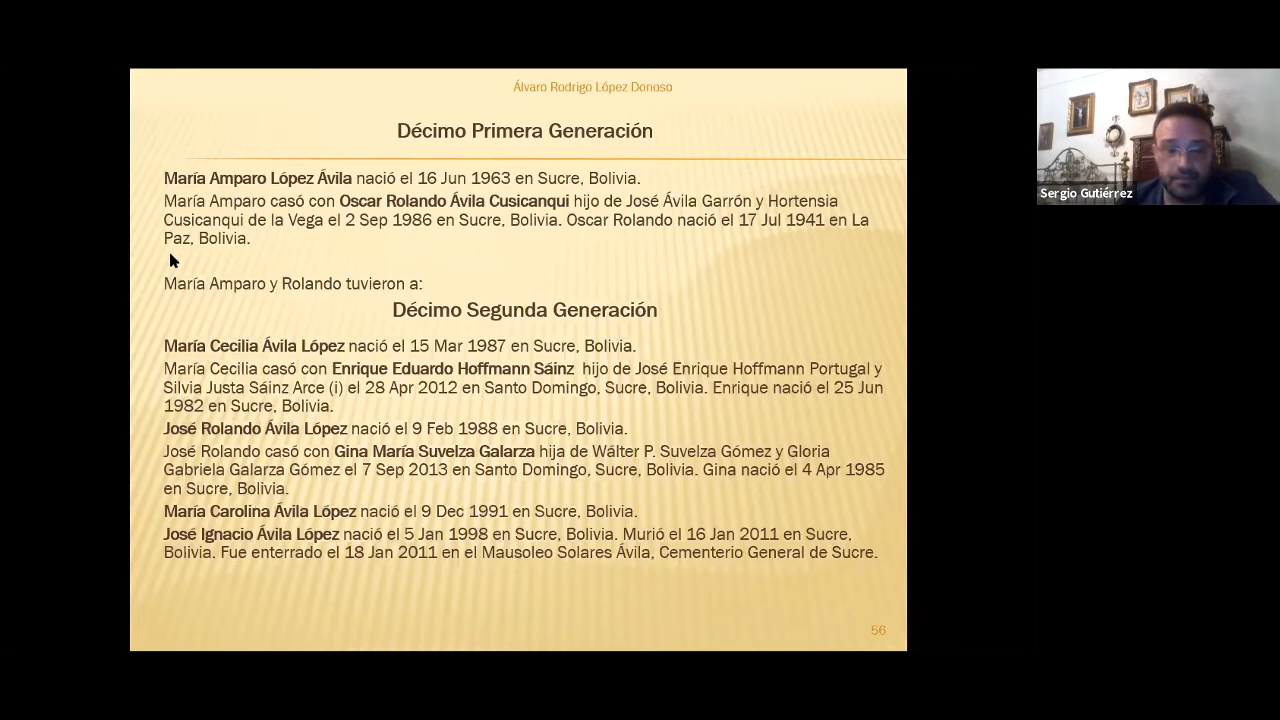 Álvaro Rodrigo López Donoso
Décimo Primera Generación
María Amparo López Ávila nació el 16 Jun 1963 en Sucre, Bolivia.
María Amparo casó con Oscar Rolando Ávila Cusicanqui hijo de José Ávila Garrón y Hortensia
Cusicanqui de la Vega el 2 Sep 1986 en Sucre, Bolivia. Oscar Rolando nació el 17 Jul 1941 en La
Paz, Bolivia.
María Amparo y Rolando tuvieron a:
Décimo Segunda Generación
María Cecilia Ávila López nació el 15 Mar 1987 en Sucre, Bolivia.
María Cecilia casó con Enrique Eduardo Hoffmann Sáinz hijo de José Enrique Hoffmann Portugal y
Silvia Justa Sáinz Arce (i) el 28 Apr 2012 en Santo Domingo, Sucre, Bolivia. Enrique nació el 25 Jun
1982 en Sucre, Bolivia.
José Rolando Ávila López nació el 9 Feb 1988 en Sucre, Bolivia.
José Rolando casó con Gina María Suvelza Galarza hija de Wálter P. Suvelza Gómez y Gloria
Gabriela Galarza Gómez el 7 Sep 2013 en Santo Domingo, Sucre, Bolivia. Gina nació el 4 Apr 1985
en Sucre, Bolivia.
María Carolina Ávila López nació el 9 Dec 1991 en Sucre, Bolivia.
José Ignacio Ávila López nació el 5 Jan 1998 en Sucre, Bolivia. Murió el 16 Jan 2011 en Sucre,
Bolivia. Fue enterrado el 18 Jan 2011 en el Mausoleo Solares Ávila, Cementerio General de Sucre.
56
Sergio Gutiérrez